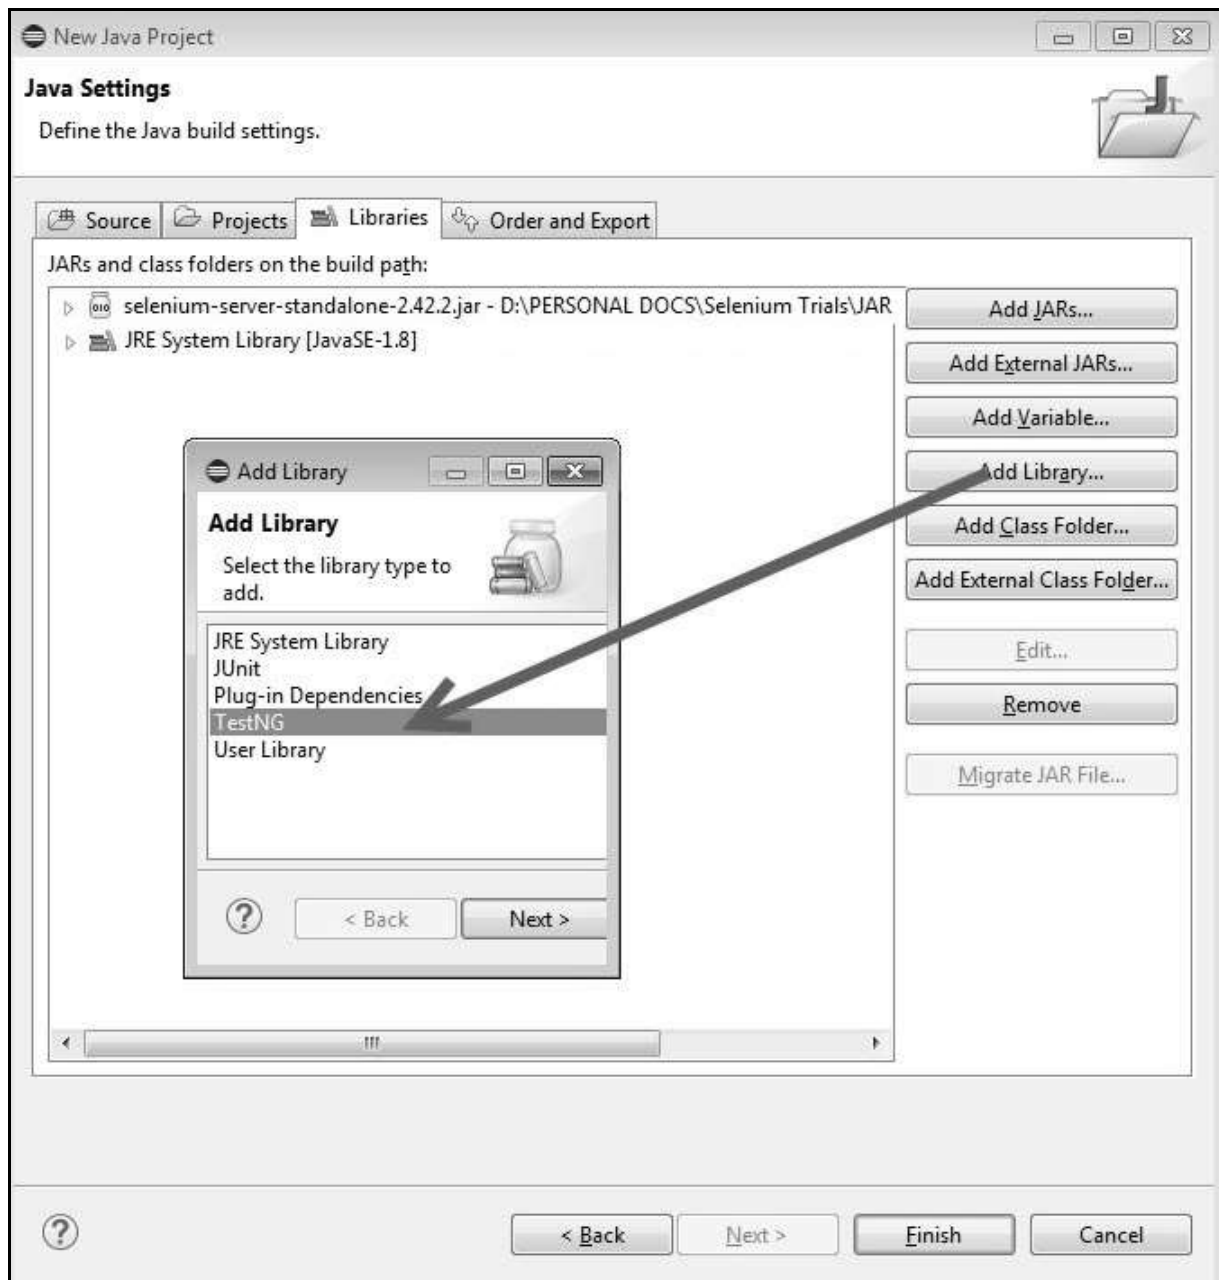 New Java Project
Java Settings
Define the Java build settings.
Source
Projects
Libraries
Order and Export
JARs and class folders on the build path:
selenium-server-standalone-2.42.2.jar - D:\PERSONAL DOCS\Selenium Trials\JAR
JRE System Library [JavaSE-1.8]
Add JARs...
Add External JARs...
Add Variable...
Add Library...
Add Class Folder...
Add External Class Folder...
Edit...
Remove
Migrate JAR File...
Add Library
Add Library
Select the library type to
add.
JRE System Library
JUnit
Plug-in Dependencies
TestNG
User Library
?
< Back
Next >
?
< Back
Next >
Finish
Cancel